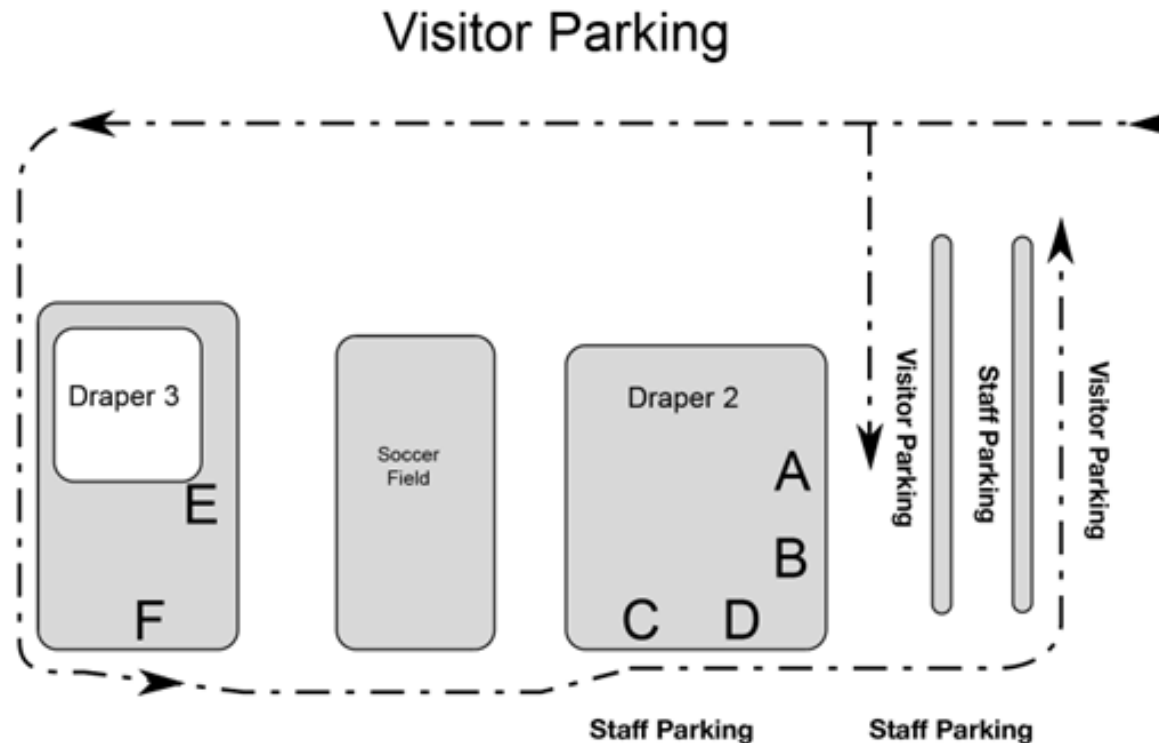 Visitor Parking
Draper 3
Soccer
Field
Draper 2
A
B
C
D
E
F
Visitor Parking
Staff Parking
Visitor Parking
Staff Parking
Staff Parking